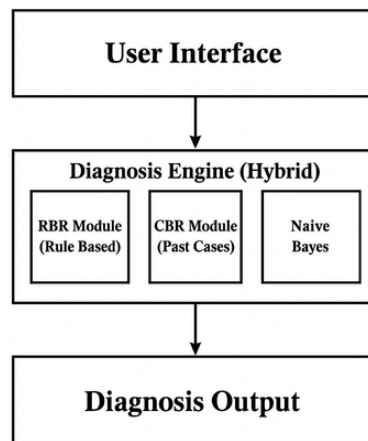 User Interface
Diagnosis Engine (Hybrid)
RBR Module
(Rule Based)
CBR Module
(Past Cases)
Naive
Bayes
Diagnosis Output